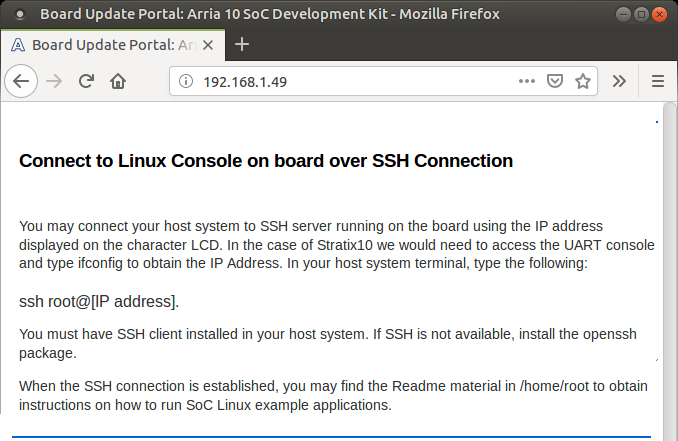 Board Update Portal: Arria 10 SoC Development Kit - Mozilla Firefox
Board Update Portal: Arr
192.168.1.49
Connect to Linux Console on board over SSH Connection
You may connect your host system to SSH server running on the board using the IP address
displayed on the character LCD. In the case of Stratix10 we would need to access the UART console
and type ifconfig to obtain the IP Address. In your host system terminal, type the following:
ssh root@[IP address].
You must have SSH client installed in your host system. If SSH is not available, install the openssh
package.
When the SSH connection is established, you may find the Readme material in /home/root to obtain
instructions on how to run SoC Linux example applications.